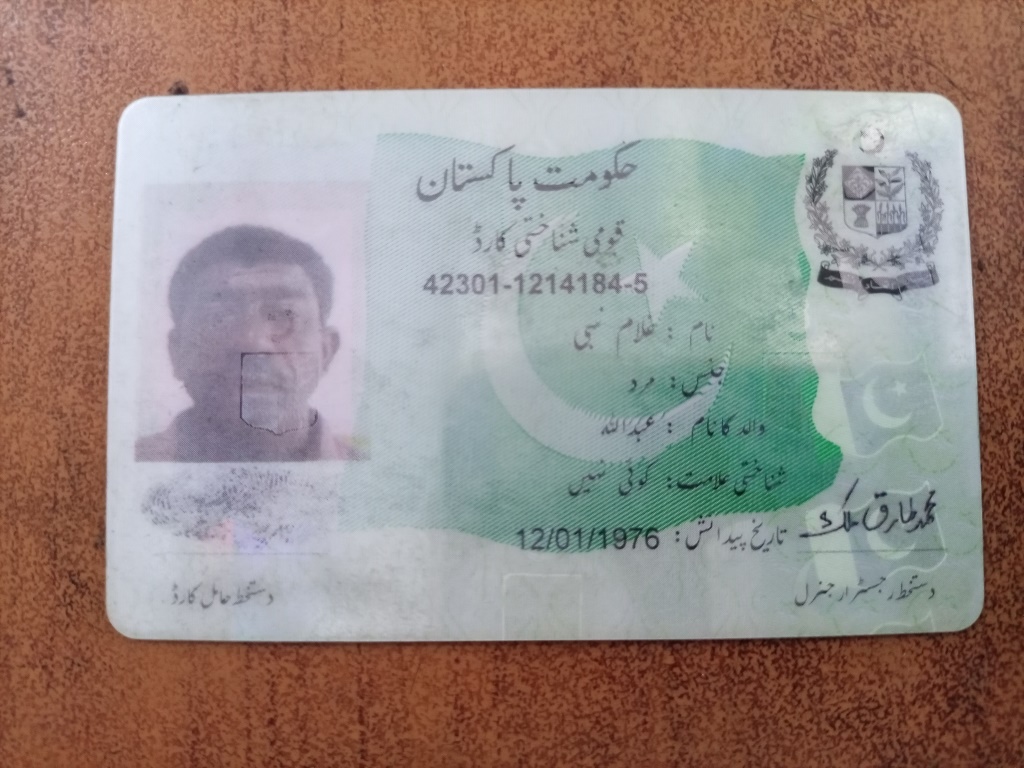 حکومت پاکستان
قومی شناختی کارڈ
42301-1214184-5
نام : غلام نبی
جنس : مرد
والد کا نام : عبداللہ
شناختی علامت : کوئی نہیں
تاریخ پیدائش : 12/01/1976
محمد طارق ملک
دستخط رجسٹرار جنرل
دستخط حامل کارڈ